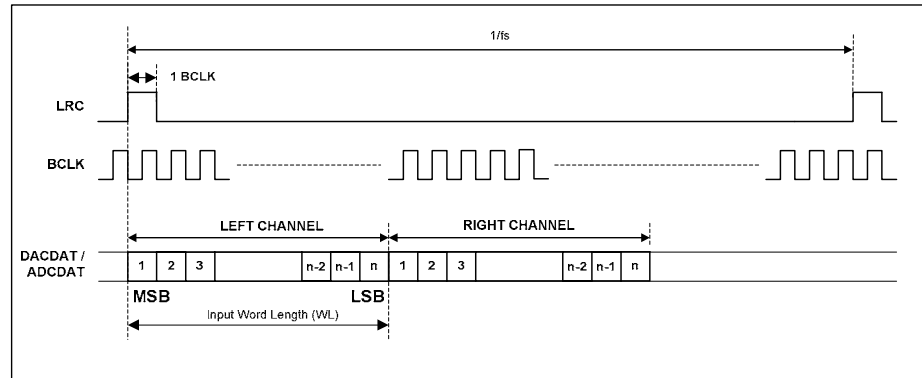 1/fs
1 BCLK
LRC
BCLK
LEFT CHANNEL
RIGHT CHANNEL
DACDAT /
ADCDAT
1 2 3 n-2 n-1 n 1 2 3 n-2 n-1 n
MSB LSB
Input Word Length (WL)